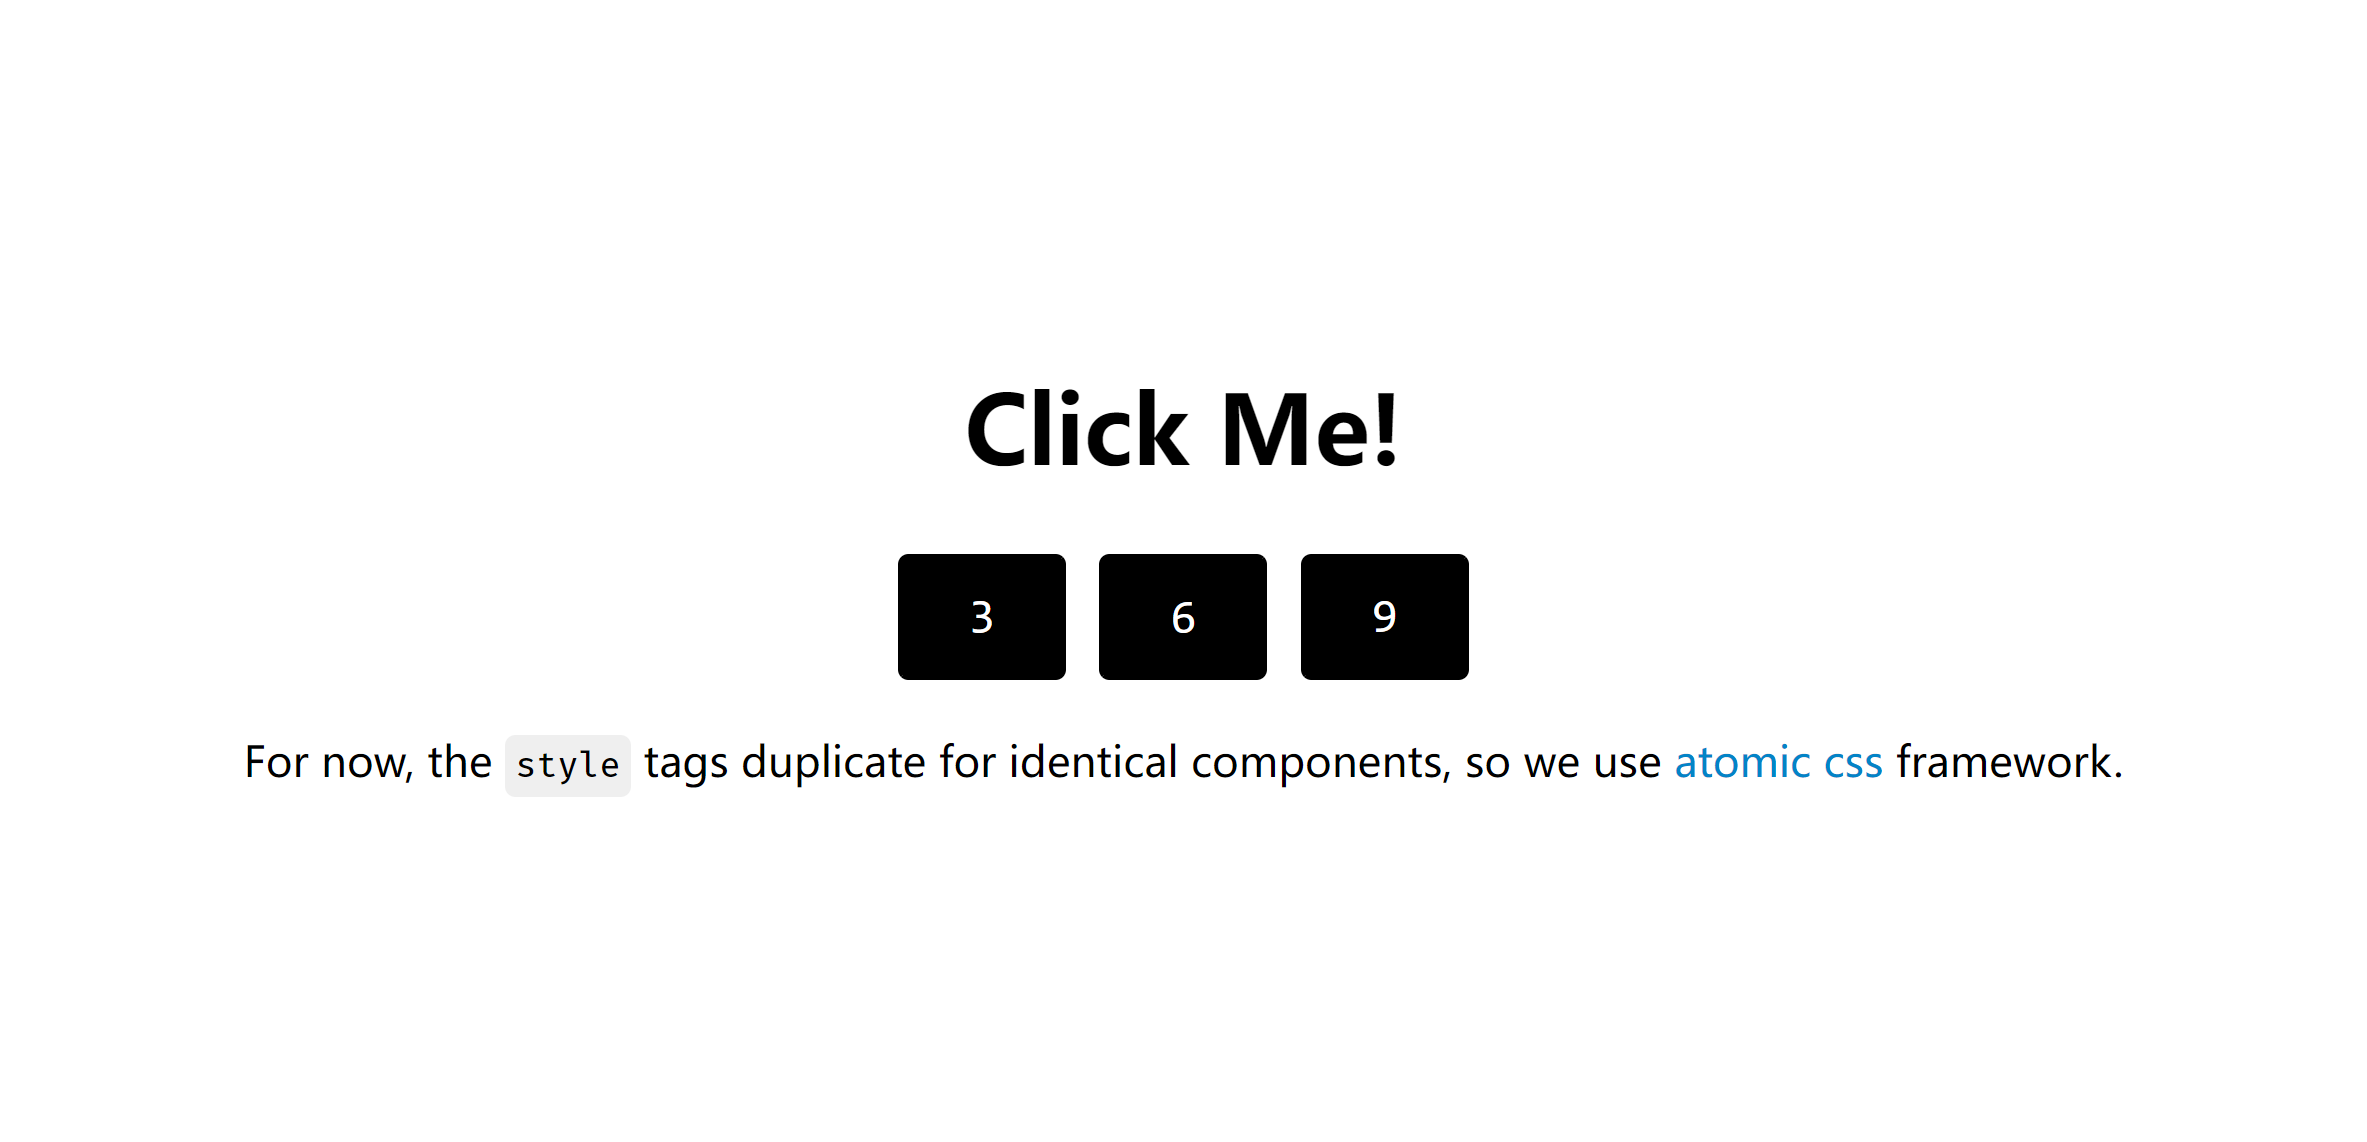 Click Me!
3 6 9
For now, the style tags duplicate for identical components, so we use atomic css framework.